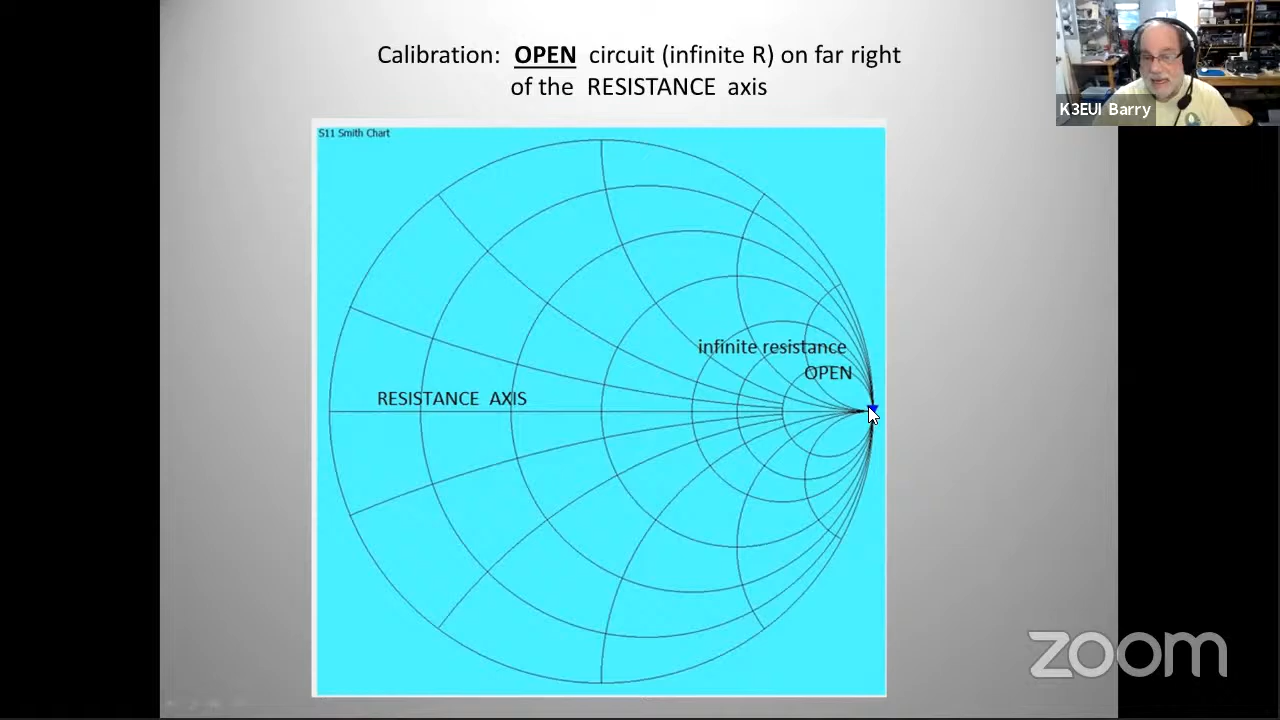 Calibration: OPEN circuit (infinite R) on far right
of the RESISTANCE axis
K3EUI Barry
S11 Smith Chart
infinite resistance
OPEN
RESISTANCE AXIS
zoom